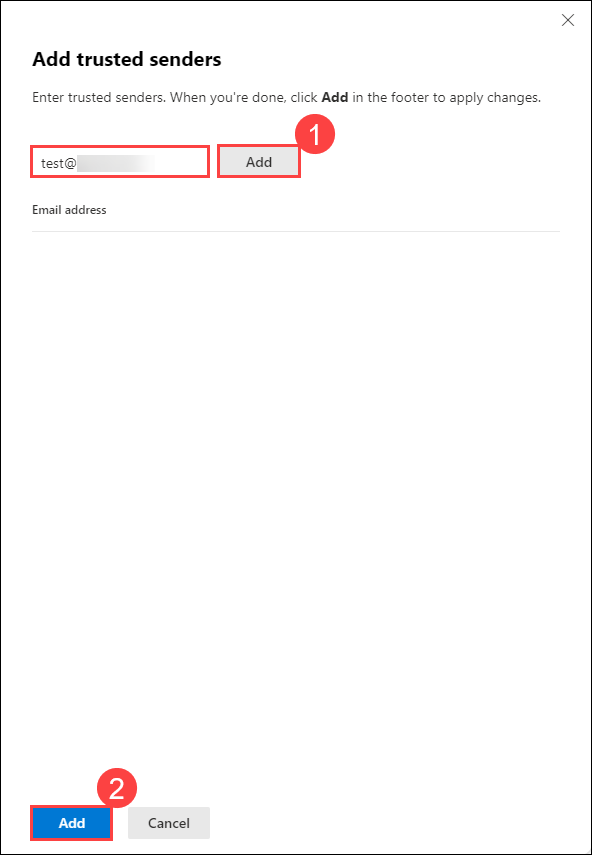 Add trusted senders
Enter trusted senders. When you're done, click Add in the footer to apply changes.
1
test@
Add
Email address
2
Add
Cancel